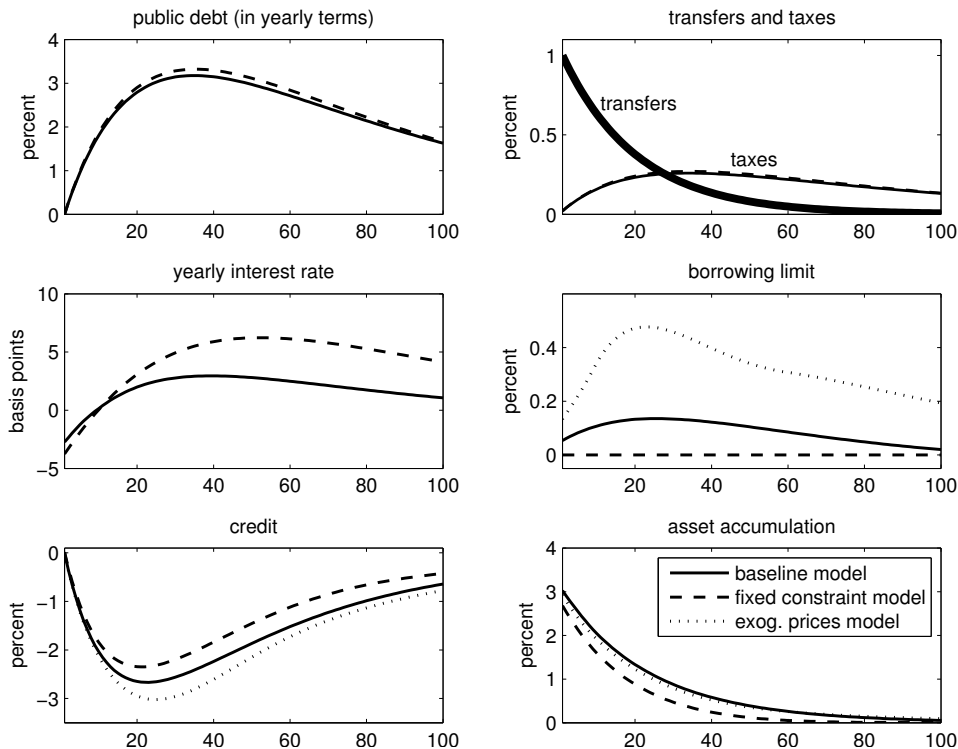 public debt (in yearly terms)
percent
4
3
2
1
0
20 40 60 80 100
transfers and taxes
percent
1
0.5
0
transfers
taxes
20 40 60 80 100
yearly interest rate
basis points
10
5
0
−5
20 40 60 80 100
borrowing limit
percent
0.4
0.2
0
20 40 60 80 100
credit
percent
0
−1
−2
−3
20 40 60 80 100
asset accumulation
percent
4
3
2
1
0
baseline model
fixed constraint model
exog. prices model
20 40 60 80 100